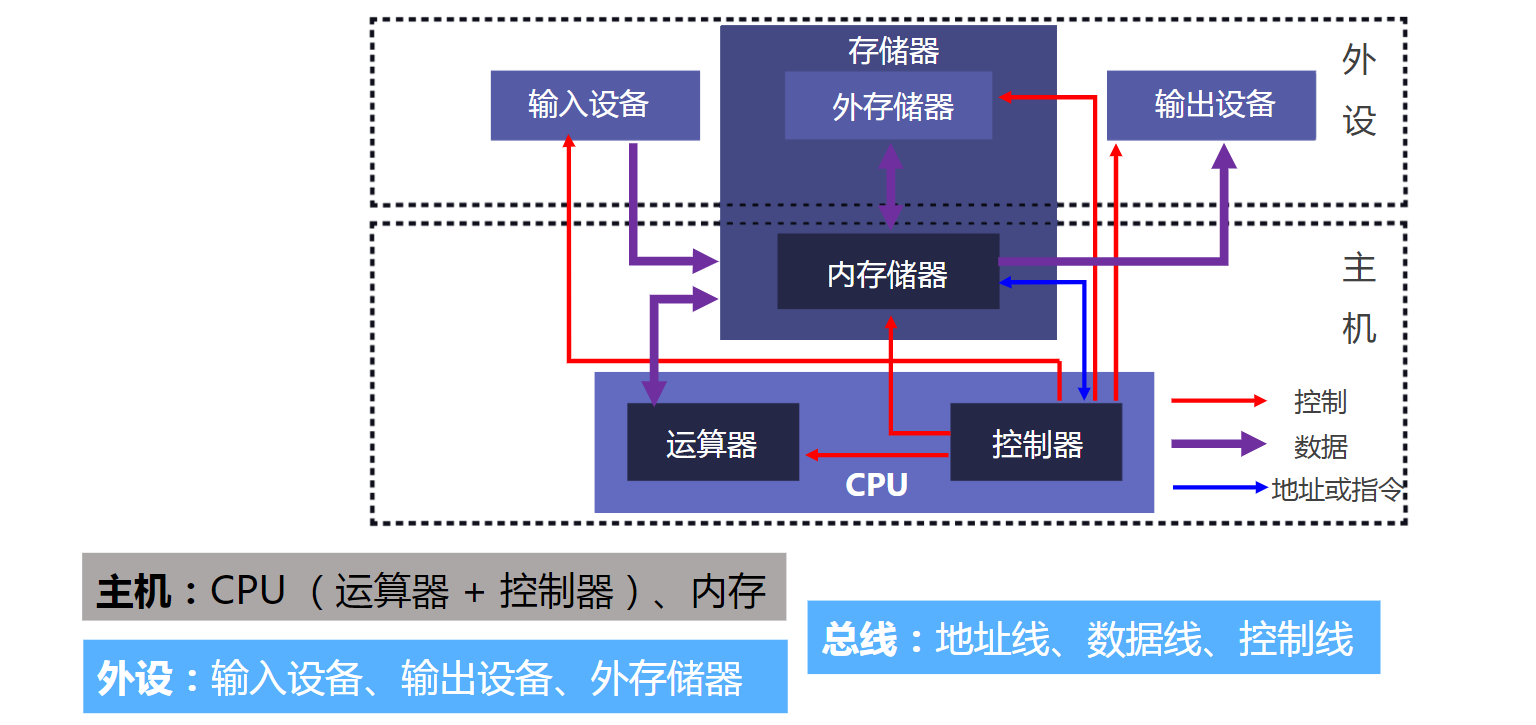 存储器
外设
输入设备
外存储器
输出设备
内存储器
主机
控制
运算器
控制器
数据
CPU
地址或指令
主机：CPU（运算器 + 控制器）、内存
总线：地址线、数据线、控制线
外设：输入设备、输出设备、外存储器